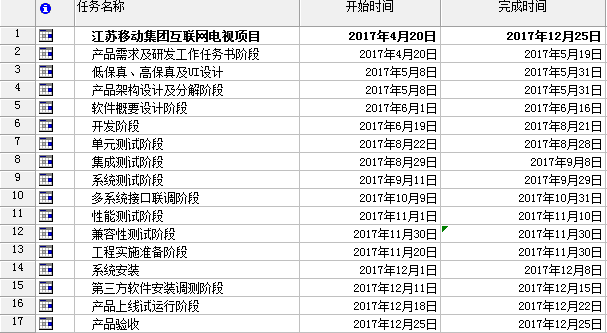 任务名称 开始时间 完成时间
1 江苏移动集团互联网电视项目 2017年4月20日 2017年12月25日
2 产品需求及研发工作任务书阶段 2017年4月20日 2017年5月19日
3 低保真、高保真及UI设计 2017年5月8日 2017年5月31日
4 产品架构设计及分解阶段 2017年5月8日 2017年5月31日
5 软件概要设计阶段 2017年6月1日 2017年6月16日
6 开发阶段 2017年6月19日 2017年8月21日
7 单元测试阶段 2017年8月22日 2017年8月28日
8 集成测试阶段 2017年8月29日 2017年9月8日
9 系统测试阶段 2017年9月11日 2017年9月29日
10 多系统接口联调阶段 2017年10月9日 2017年10月31日
11 性能测试阶段 2017年11月1日 2017年11月10日
12 兼容性测试阶段 2017年11月30日 2017年11月30日
13 工程实施准备阶段 2017年11月20日 2017年11月30日
14 系统安装 2017年12月1日 2017年12月8日
15 第三方软件安装调测阶段 2017年12月11日 2017年12月15日
16 产品上线试运行阶段 2017年12月18日 2017年12月22日
17 产品验收 2017年12月25日 2017年12月25日